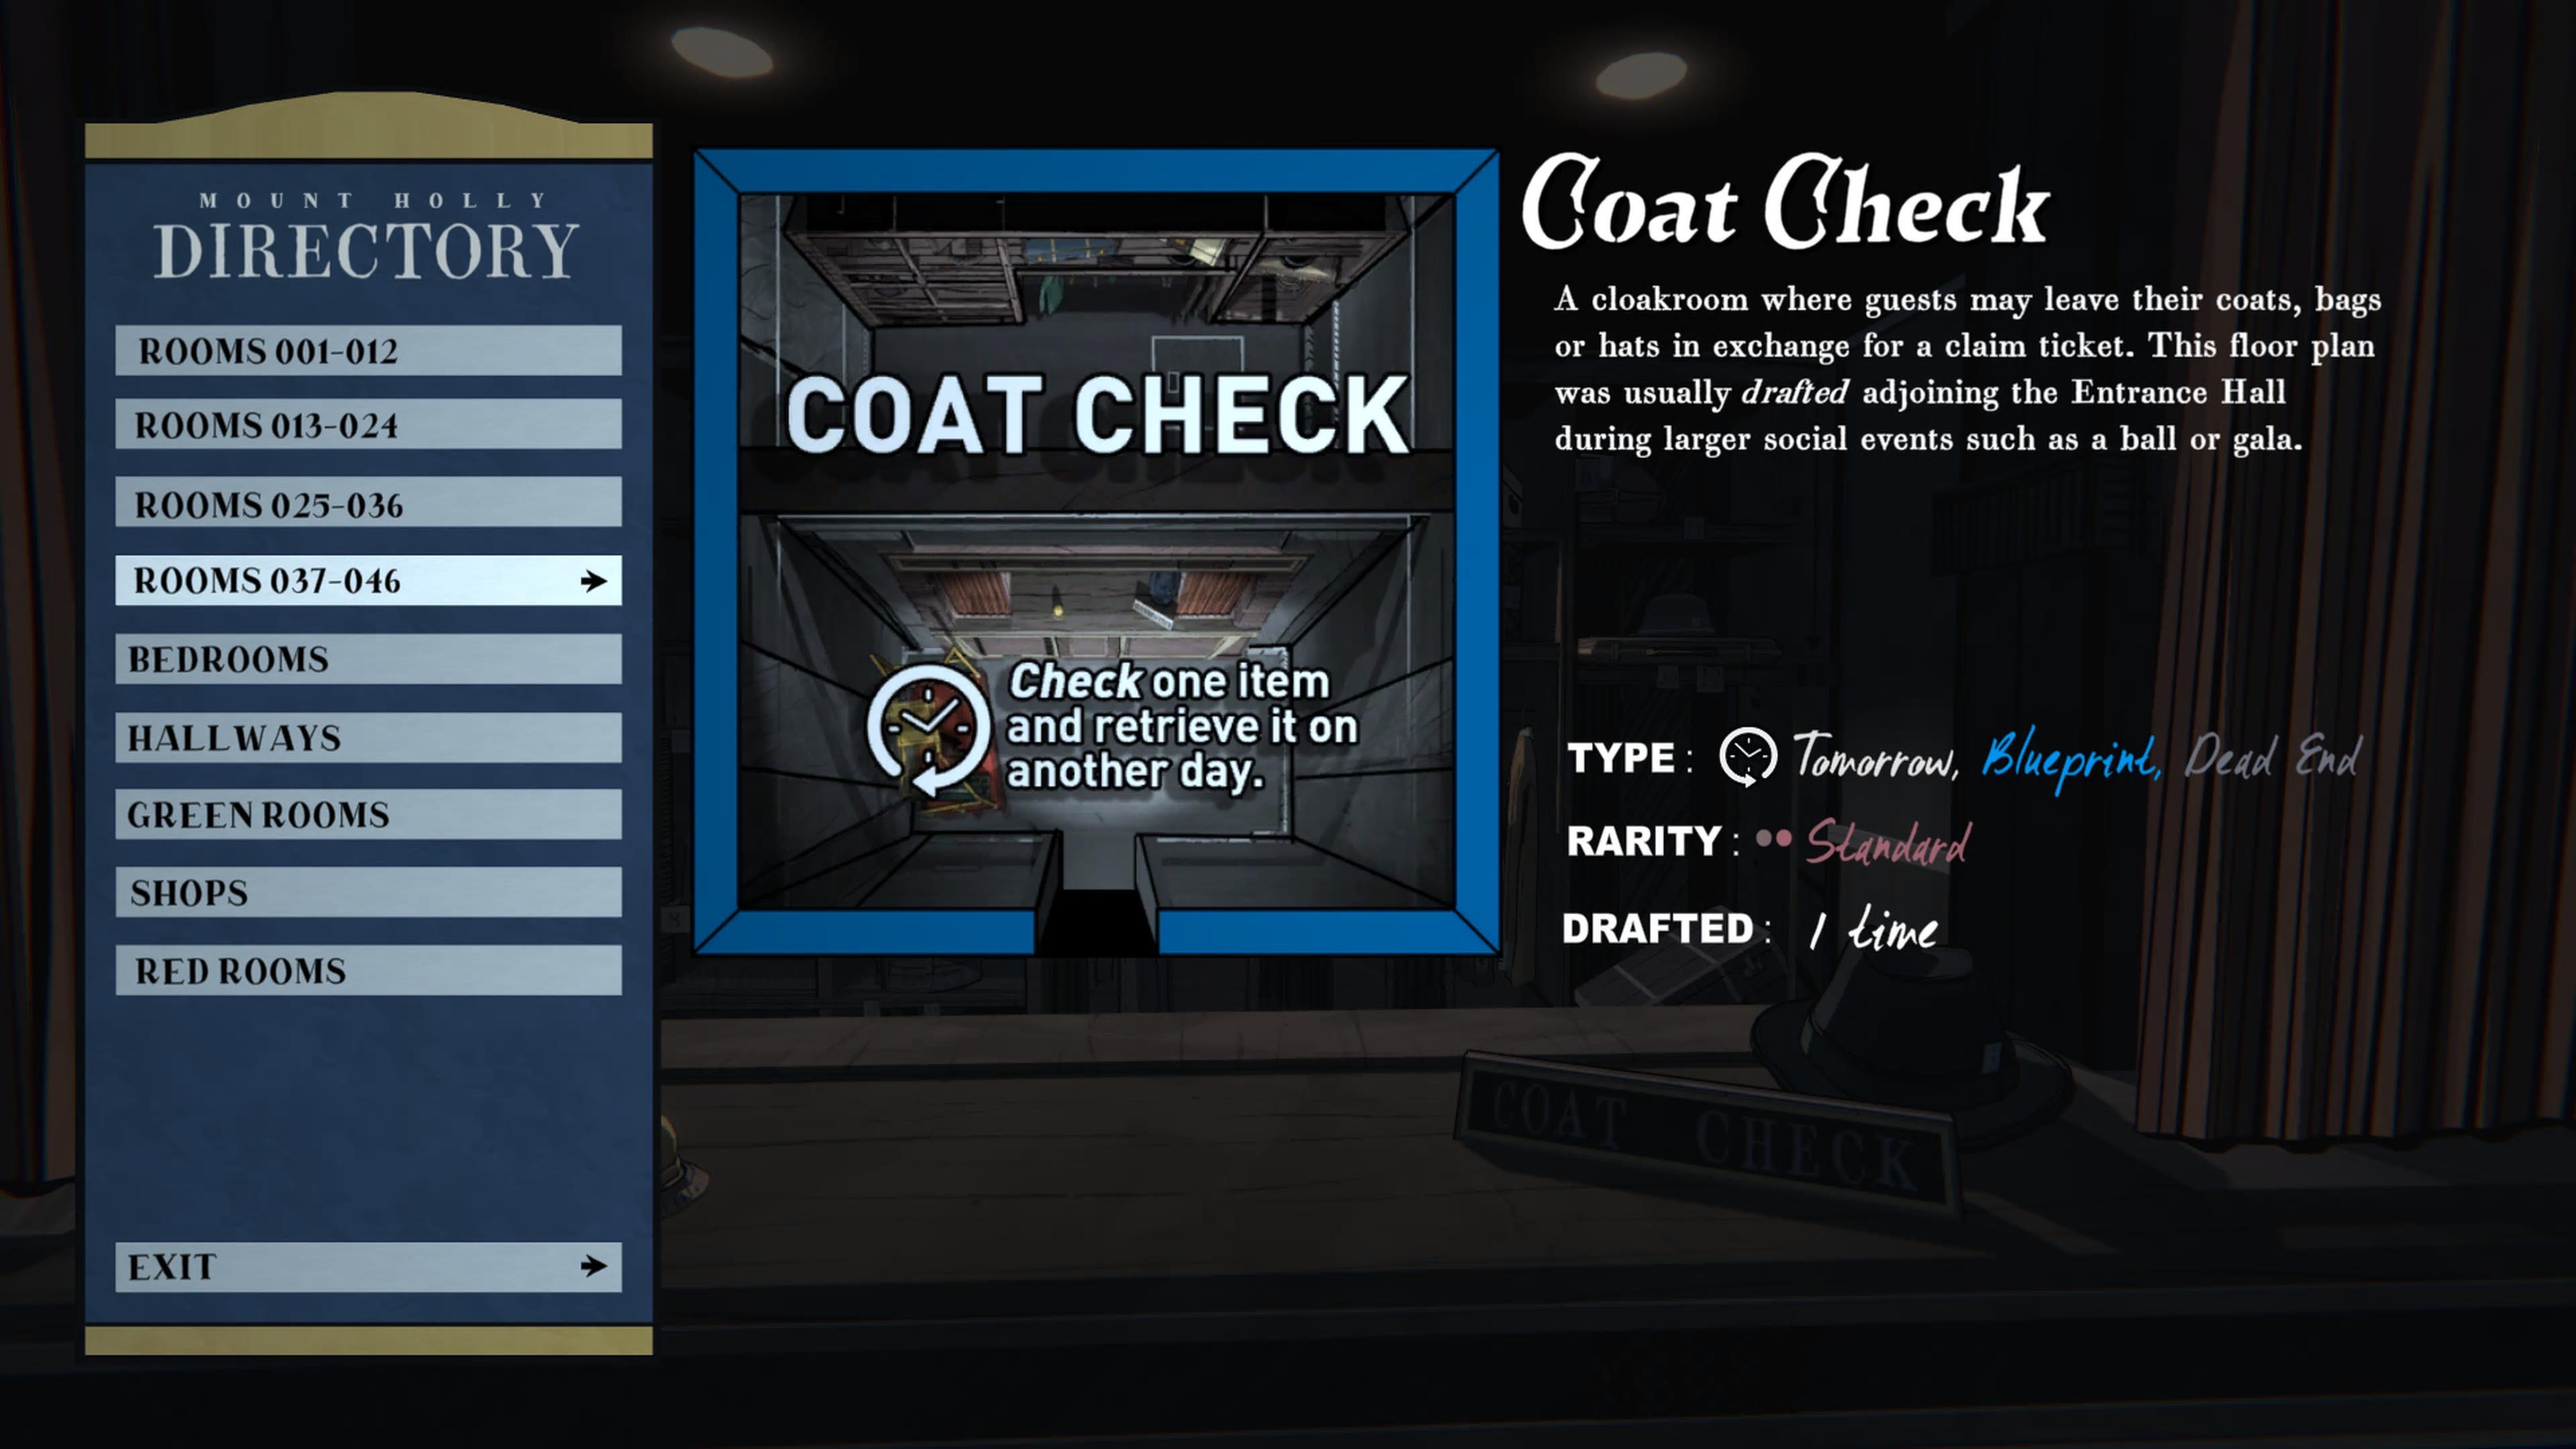 MOUNT HOLLY
DIRECTORY
ROOMS 001-012
ROOMS 013-024
ROOMS 025-036
ROOMS 037-046
BEDROOMS
HALLWAYS
GREEN ROOMS
SHOPS
RED ROOMS
EXIT
COAT CHECK
Check one item
and retrieve it on
another day.
Coat Check
A cloakroom where guests may leave their coats, bags
or hats in exchange for a claim ticket. This floor plan
was usually drafted adjoining the Entrance Hall
during larger social events such as a ball or gala.
TYPE: Tomorrow, Blueprint, Dead End
RARITY: Standard
DRAFTED: 1 time
COAT CHECK